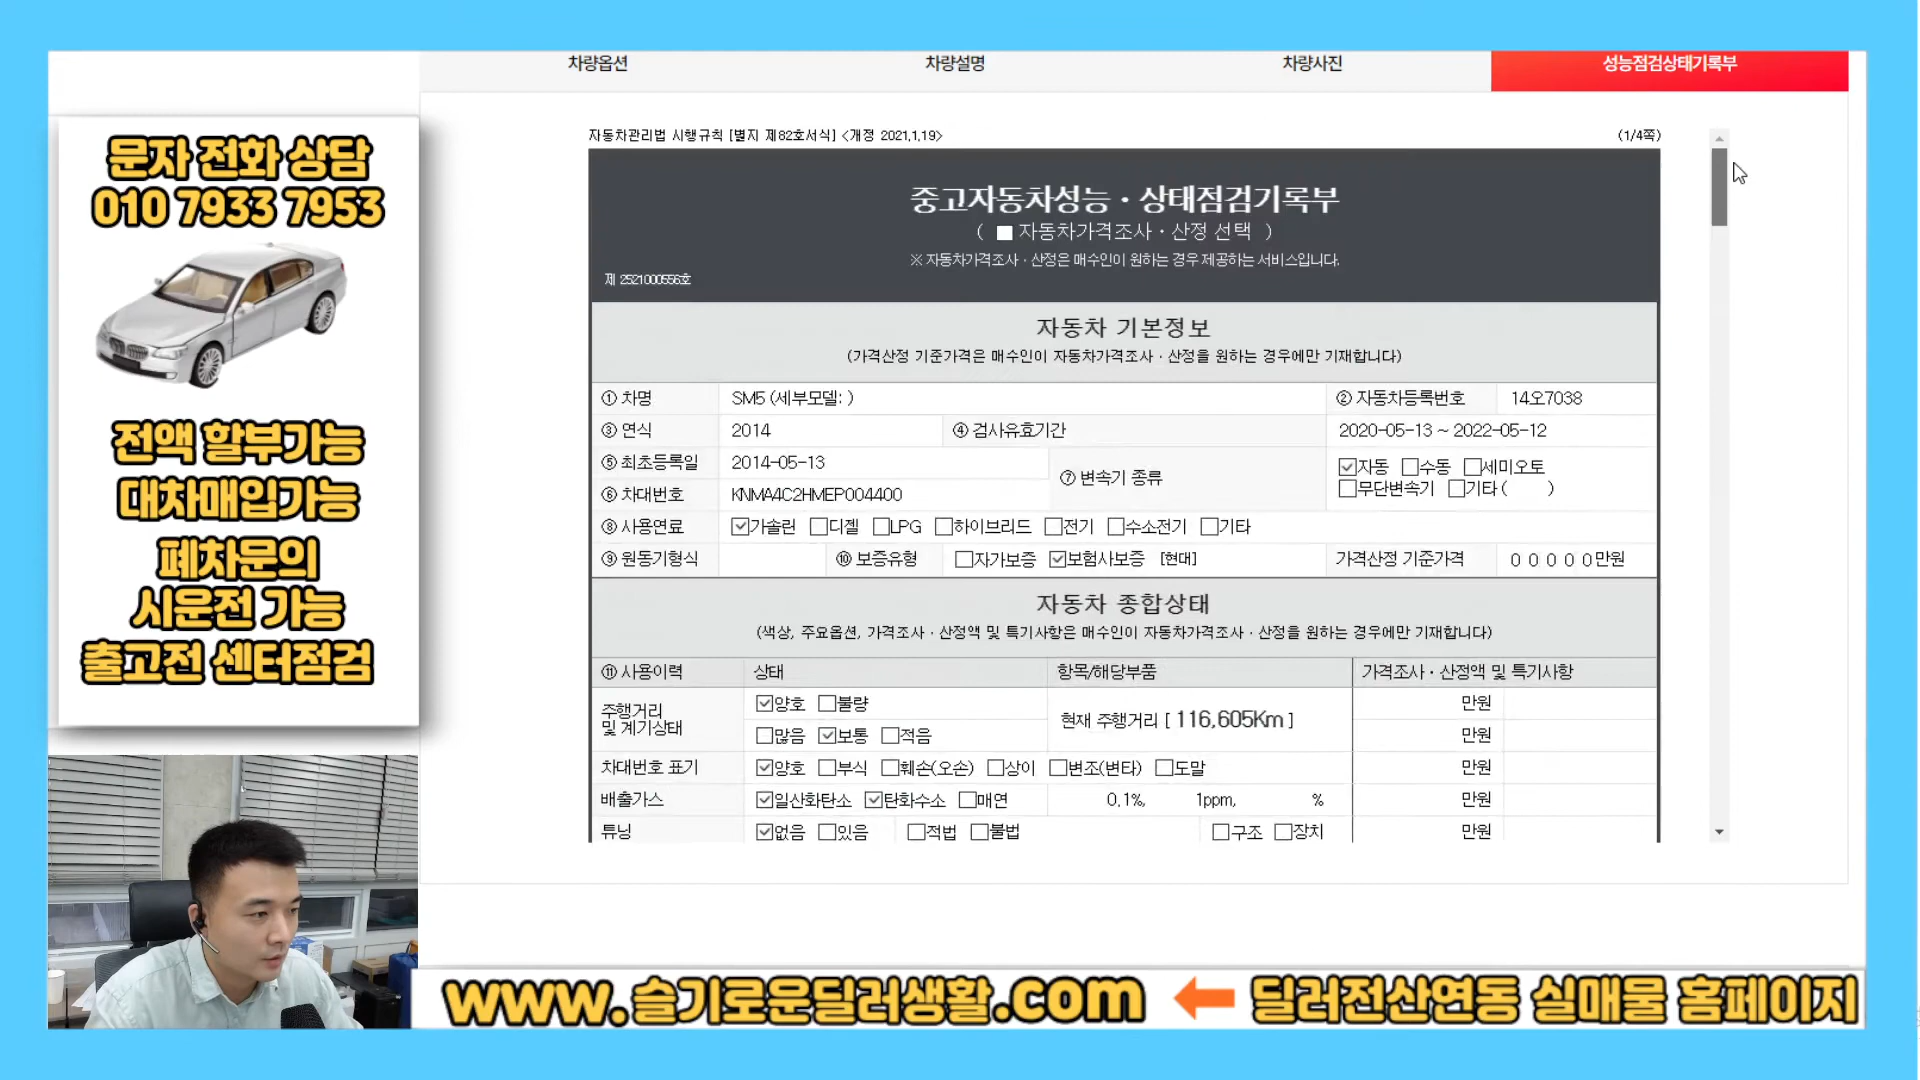 차량옵션
차량설명
차량사진
성능점검상태기록부
문자 전화 상담
010 7933 7953
전액 할부가능
대차매입가능
폐차문의
시운전 가능
출고전 센터점검
자동차관리법 시행규칙 [별지 제82호서식] <개정 2021.1.19>
(1/4쪽)
중고자동차성능 · 상태점검기록부
( ■ 자동차가격조사 · 산정 선택 )
※ 자동차가격조사 · 산정은 매수인이 원하는 경우 제공하는 서비스입니다.
제 2521000556호
자동차 기본정보
(가격산정 기준가격은 매수인이 자동차가격조사 · 산정을 원하는 경우에만 기재합니다)
① 차명 SM5 (세부모델: ) ② 자동차등록번호 14오7038
③ 연식 2014 ④ 검사유효기간 2020-05-13 ~ 2022-05-12
⑤ 최초등록일 2014-05-13
⑥ 차대번호 KNMA4C2HMEP004400
⑦ 변속기 종류 ☑자동 ☐수동 ☐세미오토
☐무단변속기 ☐기타 ( )
⑧ 사용연료 ☑가솔린 ☐디젤 ☐LPG ☐하이브리드 ☐전기 ☐수소전기 ☐기타
⑨ 원동기형식 ⑩ 보증유형 ☐자가보증 ☑보험사보증 [현대] 가격산정 기준가격 0 0 0 0 0만원
자동차 종합상태
(색상, 주요옵션, 가격조사 · 산정액 및 특기사항은 매수인이 자동차가격조사 · 산정을 원하는 경우에만 기재합니다)
⑪ 사용이력 상태 항목/해당부품 가격조사 · 산정액 및 특기사항
주행거리
및 계기상태
☑양호 ☐불량 만원
현재 주행거리 [ 116,605Km ]
☐많음 ☑보통 ☐적음 만원
차대번호 표기 ☑양호 ☐부식 ☐훼손(오손) ☐상이 ☐변조(변타) ☐도말 만원
배출가스 ☑일산화탄소 ☑탄화수소 ☐매연 0.1%, 1ppm, % 만원
튜닝 ☑없음 ☐있음 ☐적법 ☐불법 ☐구조 ☐장치 만원
www.슬기로운딜러생활.com ← 딜러전산연동 실매물 홈페이지